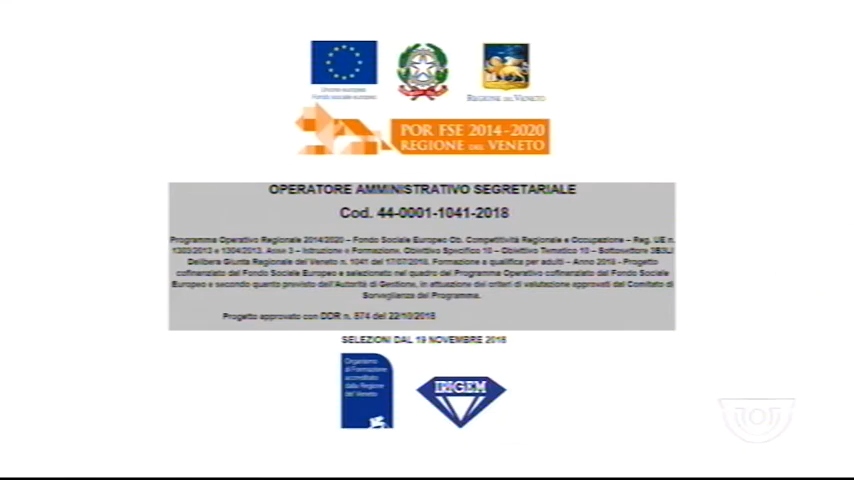 Unione europea
Fondo sociale europeo
REGIONE DEL VENETO
POR FSE 2014-2020
REGIONE DEL VENETO
OPERATORE AMMINISTRATIVO SEGRETARIALE
Cod. 44-0001-1041-2018
Programma Operativo Regionale 2014/2020 – Fondo Sociale Europeo Ob. Competitività Regionale e Occupazione – Reg. UE n.
1303/2013 e 1304/2013. Asse 3 – Istruzione e Formazione. Obiettivo Specifico 10 – Obiettivo Tematico 10 – Sottosettore 3B3LI
Delibera Giunta Regionale del Veneto n. 1041 del 17/07/2018. Formazione a qualifica per adulti – Anno 2018 - Progetto
cofinanziato del Fondo Sociale Europeo e selezionato nel quadro del Programma Operativo cofinanziato del Fondo Sociale
Europeo e secondo quanto previsto dell'Autorità di Gestione, in attuazione dei criteri di valutazione approvati del Comitato di
Sorveglianza del Programma.
Progetto approvato con DDR n. 874 del 22/10/2018
SELEZIONI DAL 19 NOVEMBRE 2018
Organismo
di Formazione
accreditato
dalla Regione
del Veneto
IRIGEM